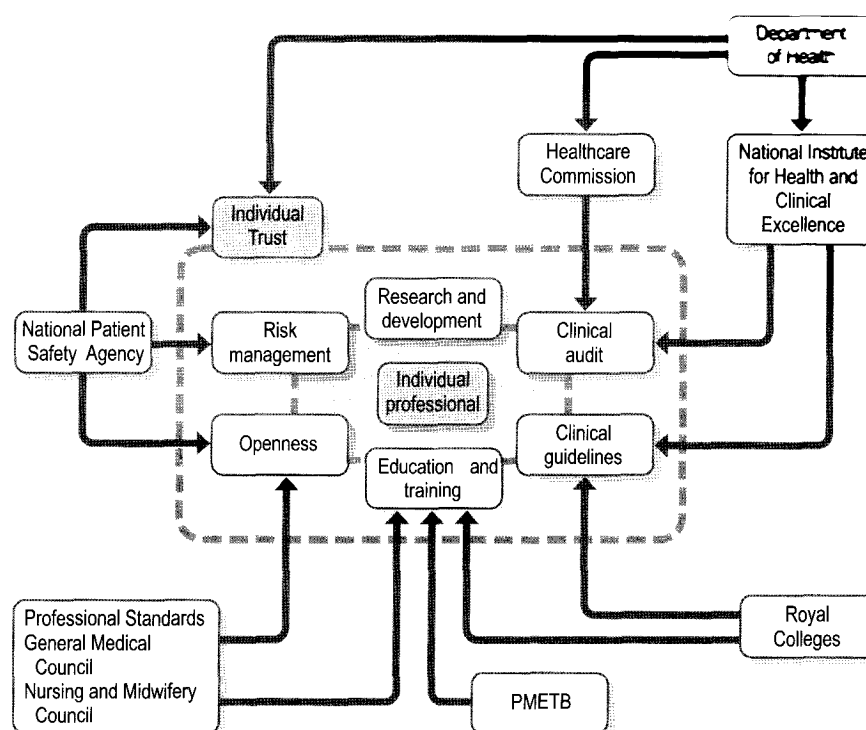 Department
of Health
Healthcare
Commission
National Institute
for Health and
Clinical
Excellence
Individual
Trust
Research and
development
National Patient
Safety Agency
Risk
management
Clinical
audit
Individual
professional
Openness
Clinical
guidelines
Education and
training
Professional Standards
General Medical
Council
Nursing and Midwifery
Council
PMETB
Royal
Colleges